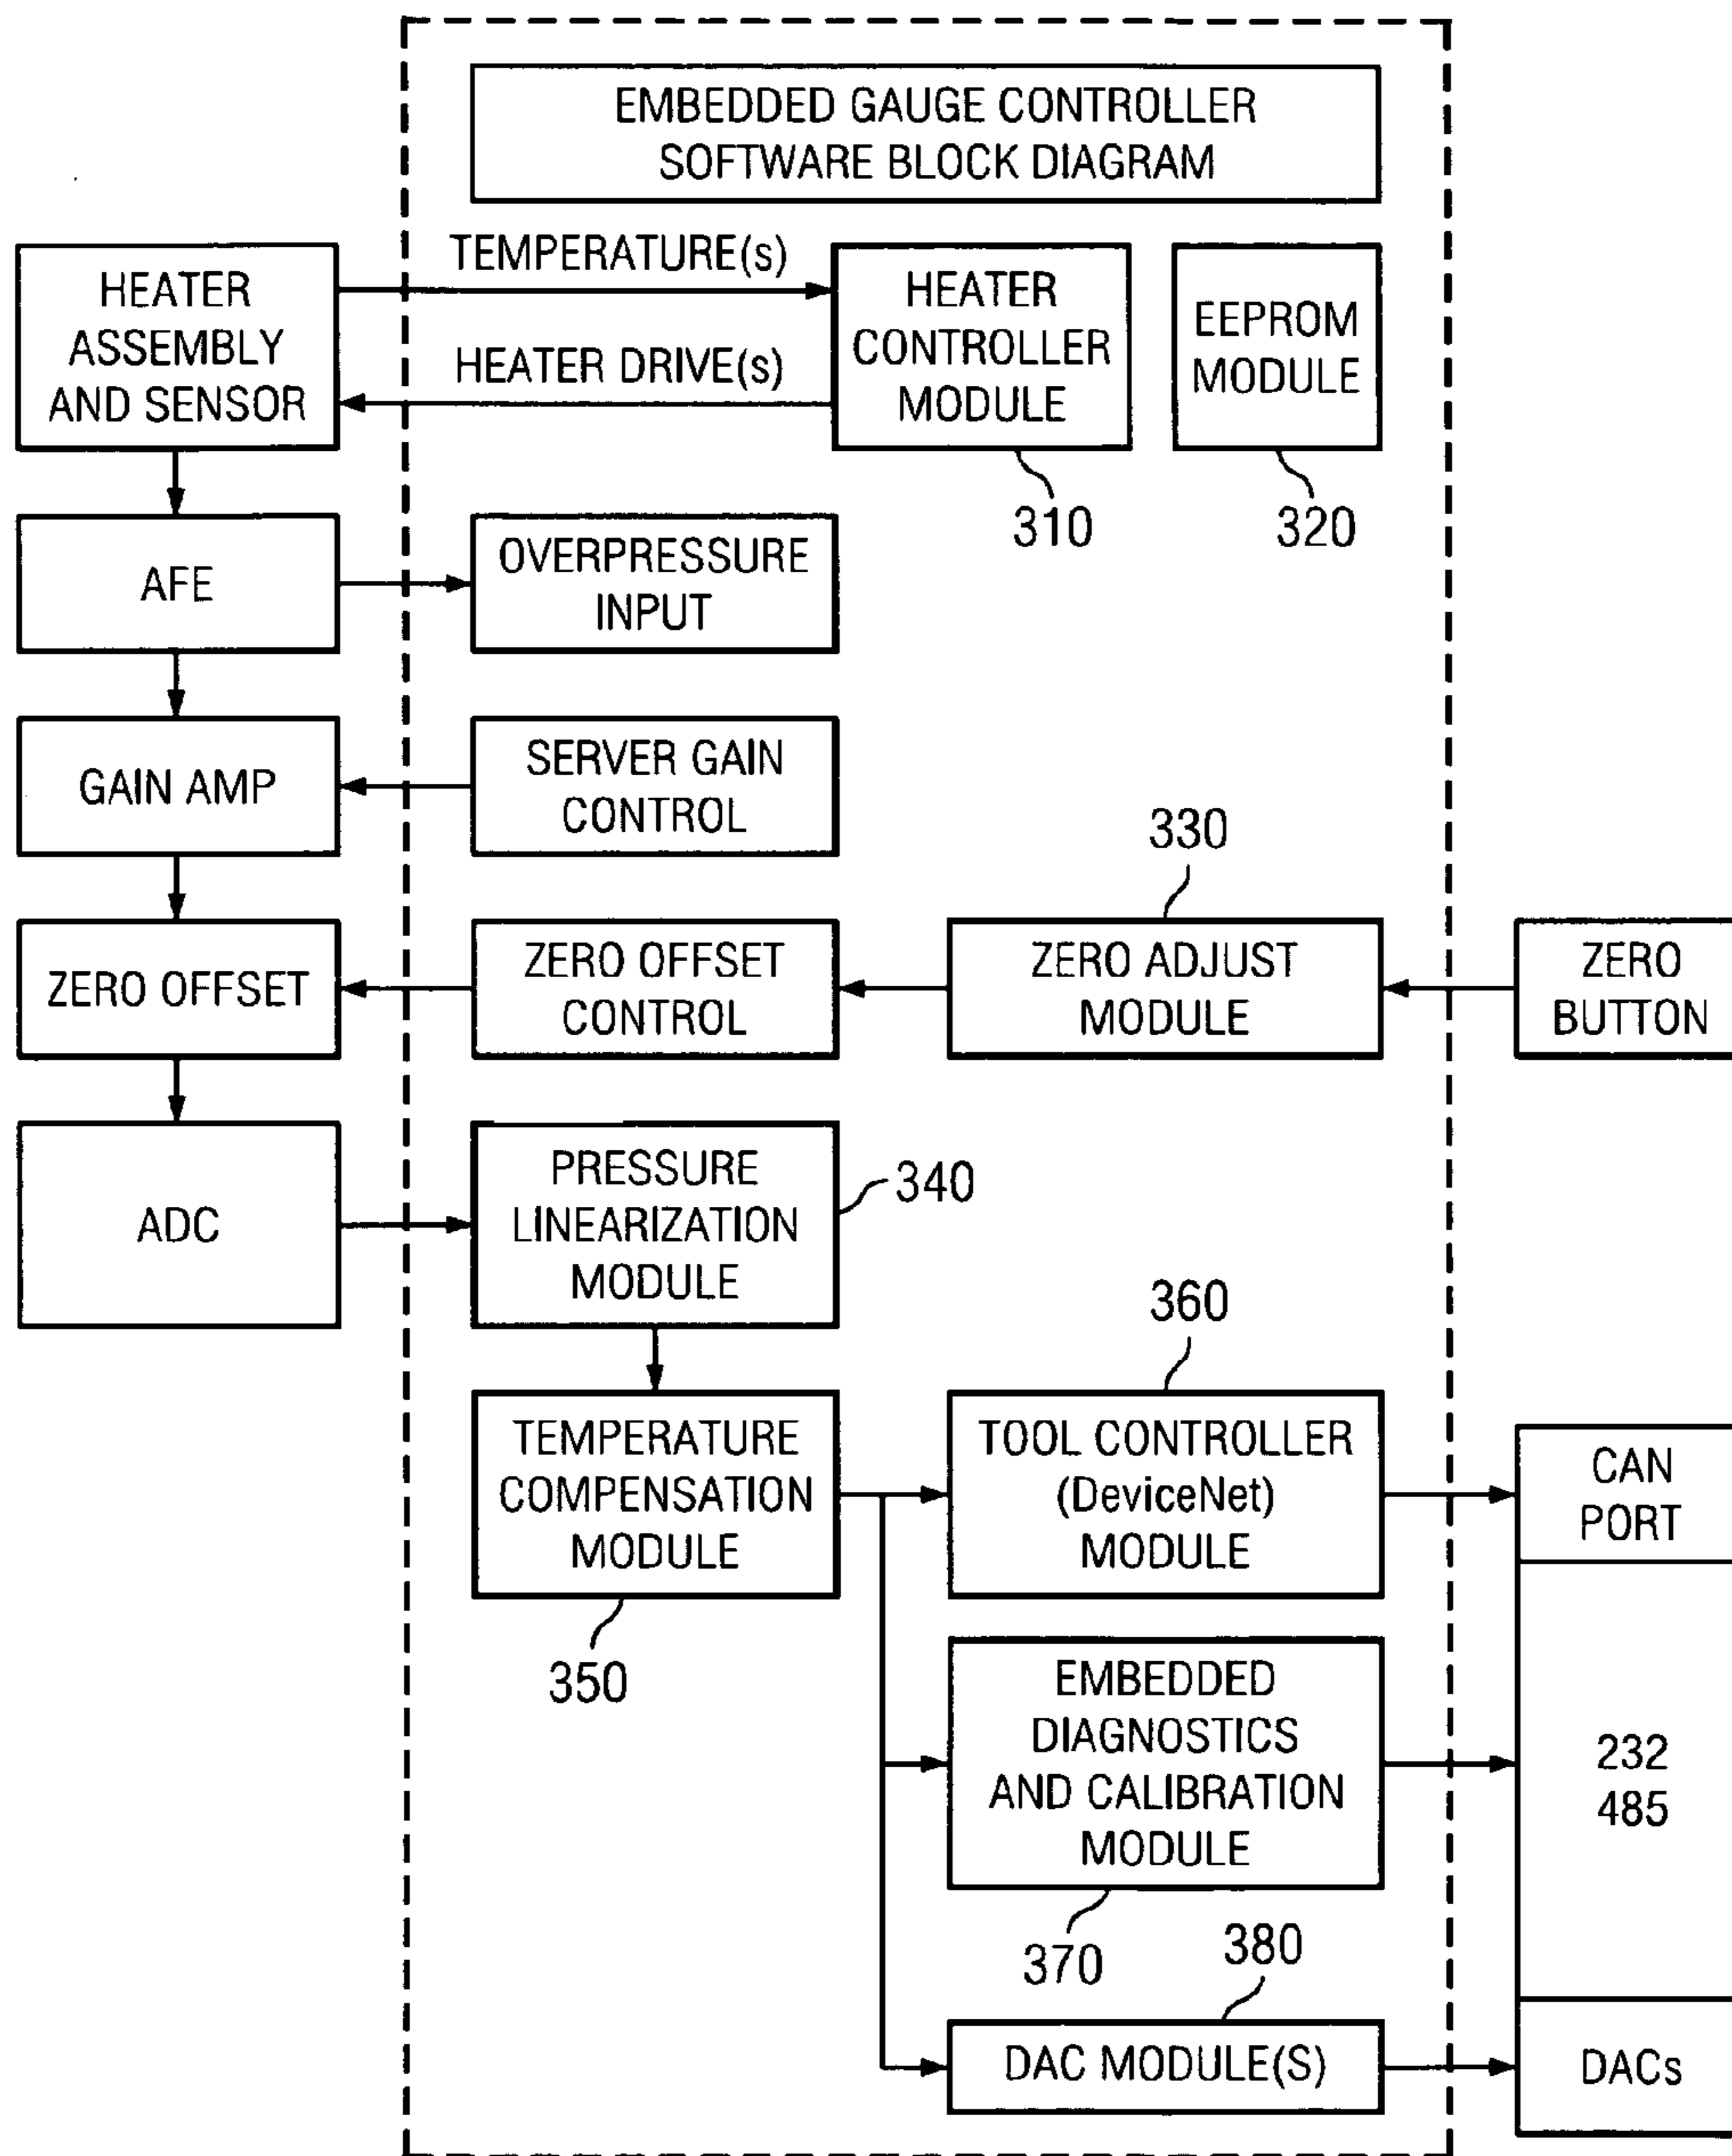 EMBEDDED GAUGE CONTROLLER
SOFTWARE BLOCK DIAGRAM
HEATER
ASSEMBLY
AND SENSOR
TEMPERATURE(s)
HEATER DRIVE(s)
HEATER
CONTROLLER
MODULE
310
EEPROM
MODULE
320
AFE
OVERPRESSURE
INPUT
GAIN AMP
SERVER GAIN
CONTROL
ZERO OFFSET
ZERO OFFSET
CONTROL
330
ZERO ADJUST
MODULE
ZERO
BUTTON
ADC
PRESSURE
LINEARIZATION
MODULE
340
TEMPERATURE
COMPENSATION
MODULE
350
360
TOOL CONTROLLER
(DeviceNet)
MODULE
CAN
PORT
EMBEDDED
DIAGNOSTICS
AND CALIBRATION
MODULE
370
232
485
380
DAC MODULE(S)
DACs